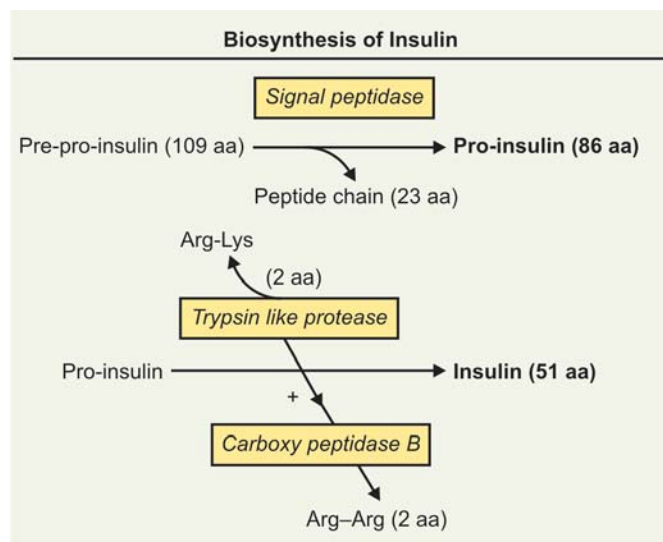 Biosynthesis of Insulin
Signal peptidase
Pre-pro-insulin (109 aa) Pro-insulin (86 aa)
Peptide chain (23 aa)
Arg-Lys
(2 aa)
Trypsin like protease
Pro-insulin Insulin (51 aa)
+
Carboxy peptidase B
Arg–Arg (2 aa)